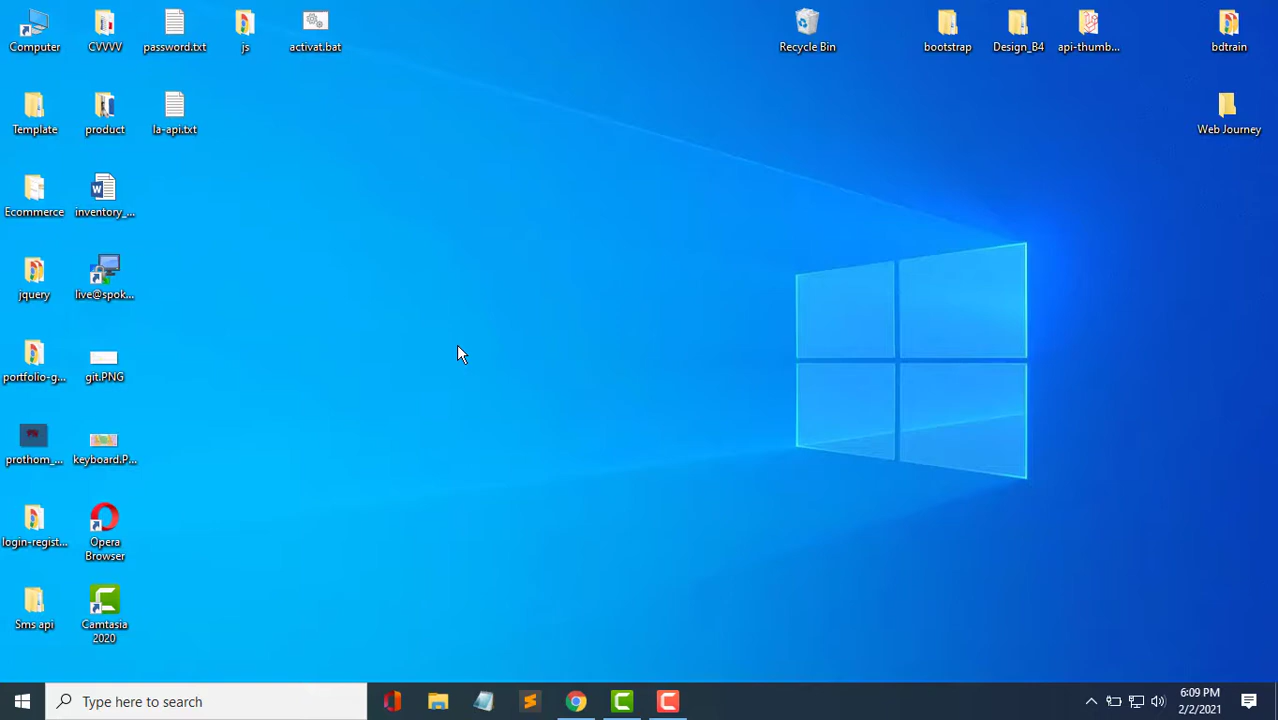 Computer
CVVVV
password.txt
js
activat.bat
Recycle Bin
bootstrap
Design_B4
api-thumb...
bdtrain
Template
product
la-api.txt
Web Journey
Ecommerce
inventory_...
jquery
live@spok...
portfolio-g...
git.PNG
prothom_...
keyboard.P...
login-regist...
Opera
Browser
Sms api
Camtasia
2020
Type here to search
6:09 PM
2/2/2021